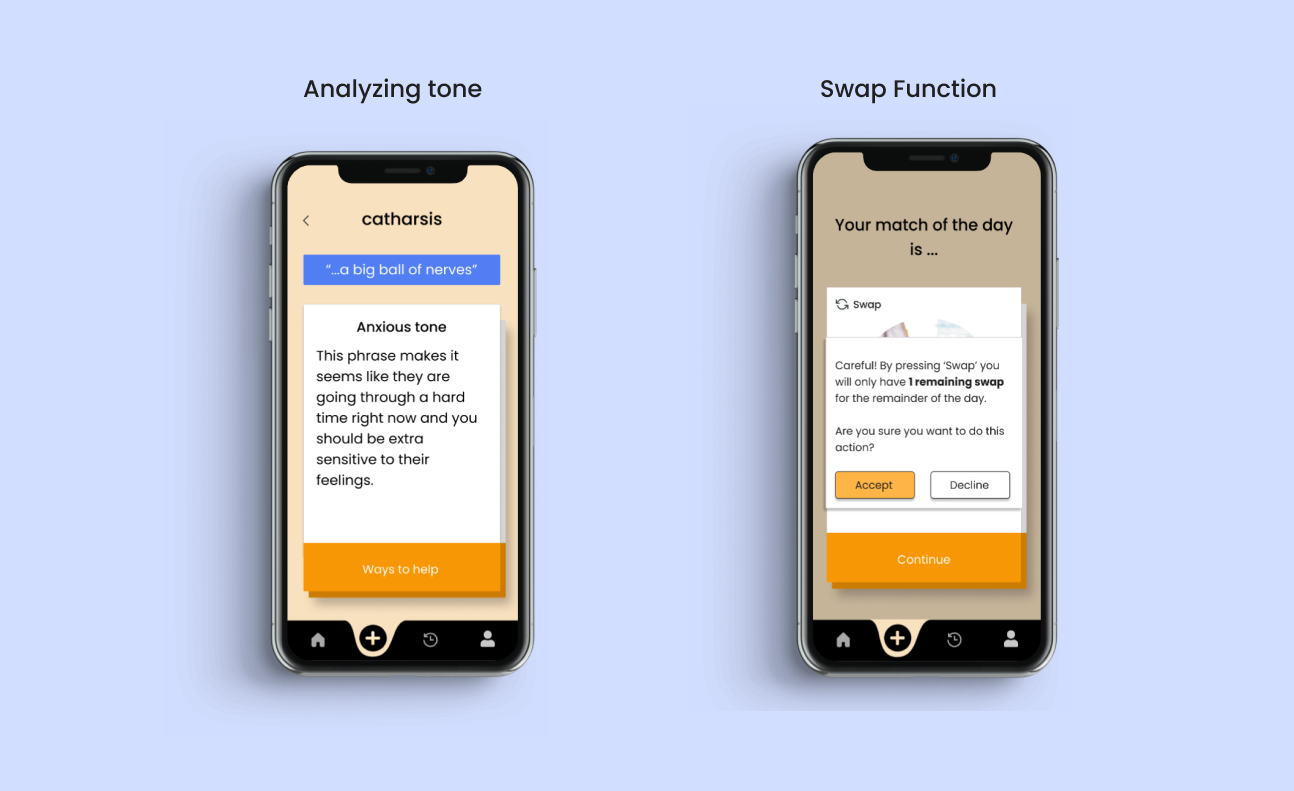 Analyzing tone
catharsis
“...a big ball of nerves”
Anxious tone
This phrase makes it
seems like they are
going through a hard
time right now and you
should be extra
sensitive to their
feelings.
Ways to help
Swap Function
Your match of the day
is ...
Swap
Careful! By pressing ‘Swap’ you
will only have 1 remaining swap
for the remainder of the day.
Are you sure you want to do this
action?
Accept
Decline
Continue